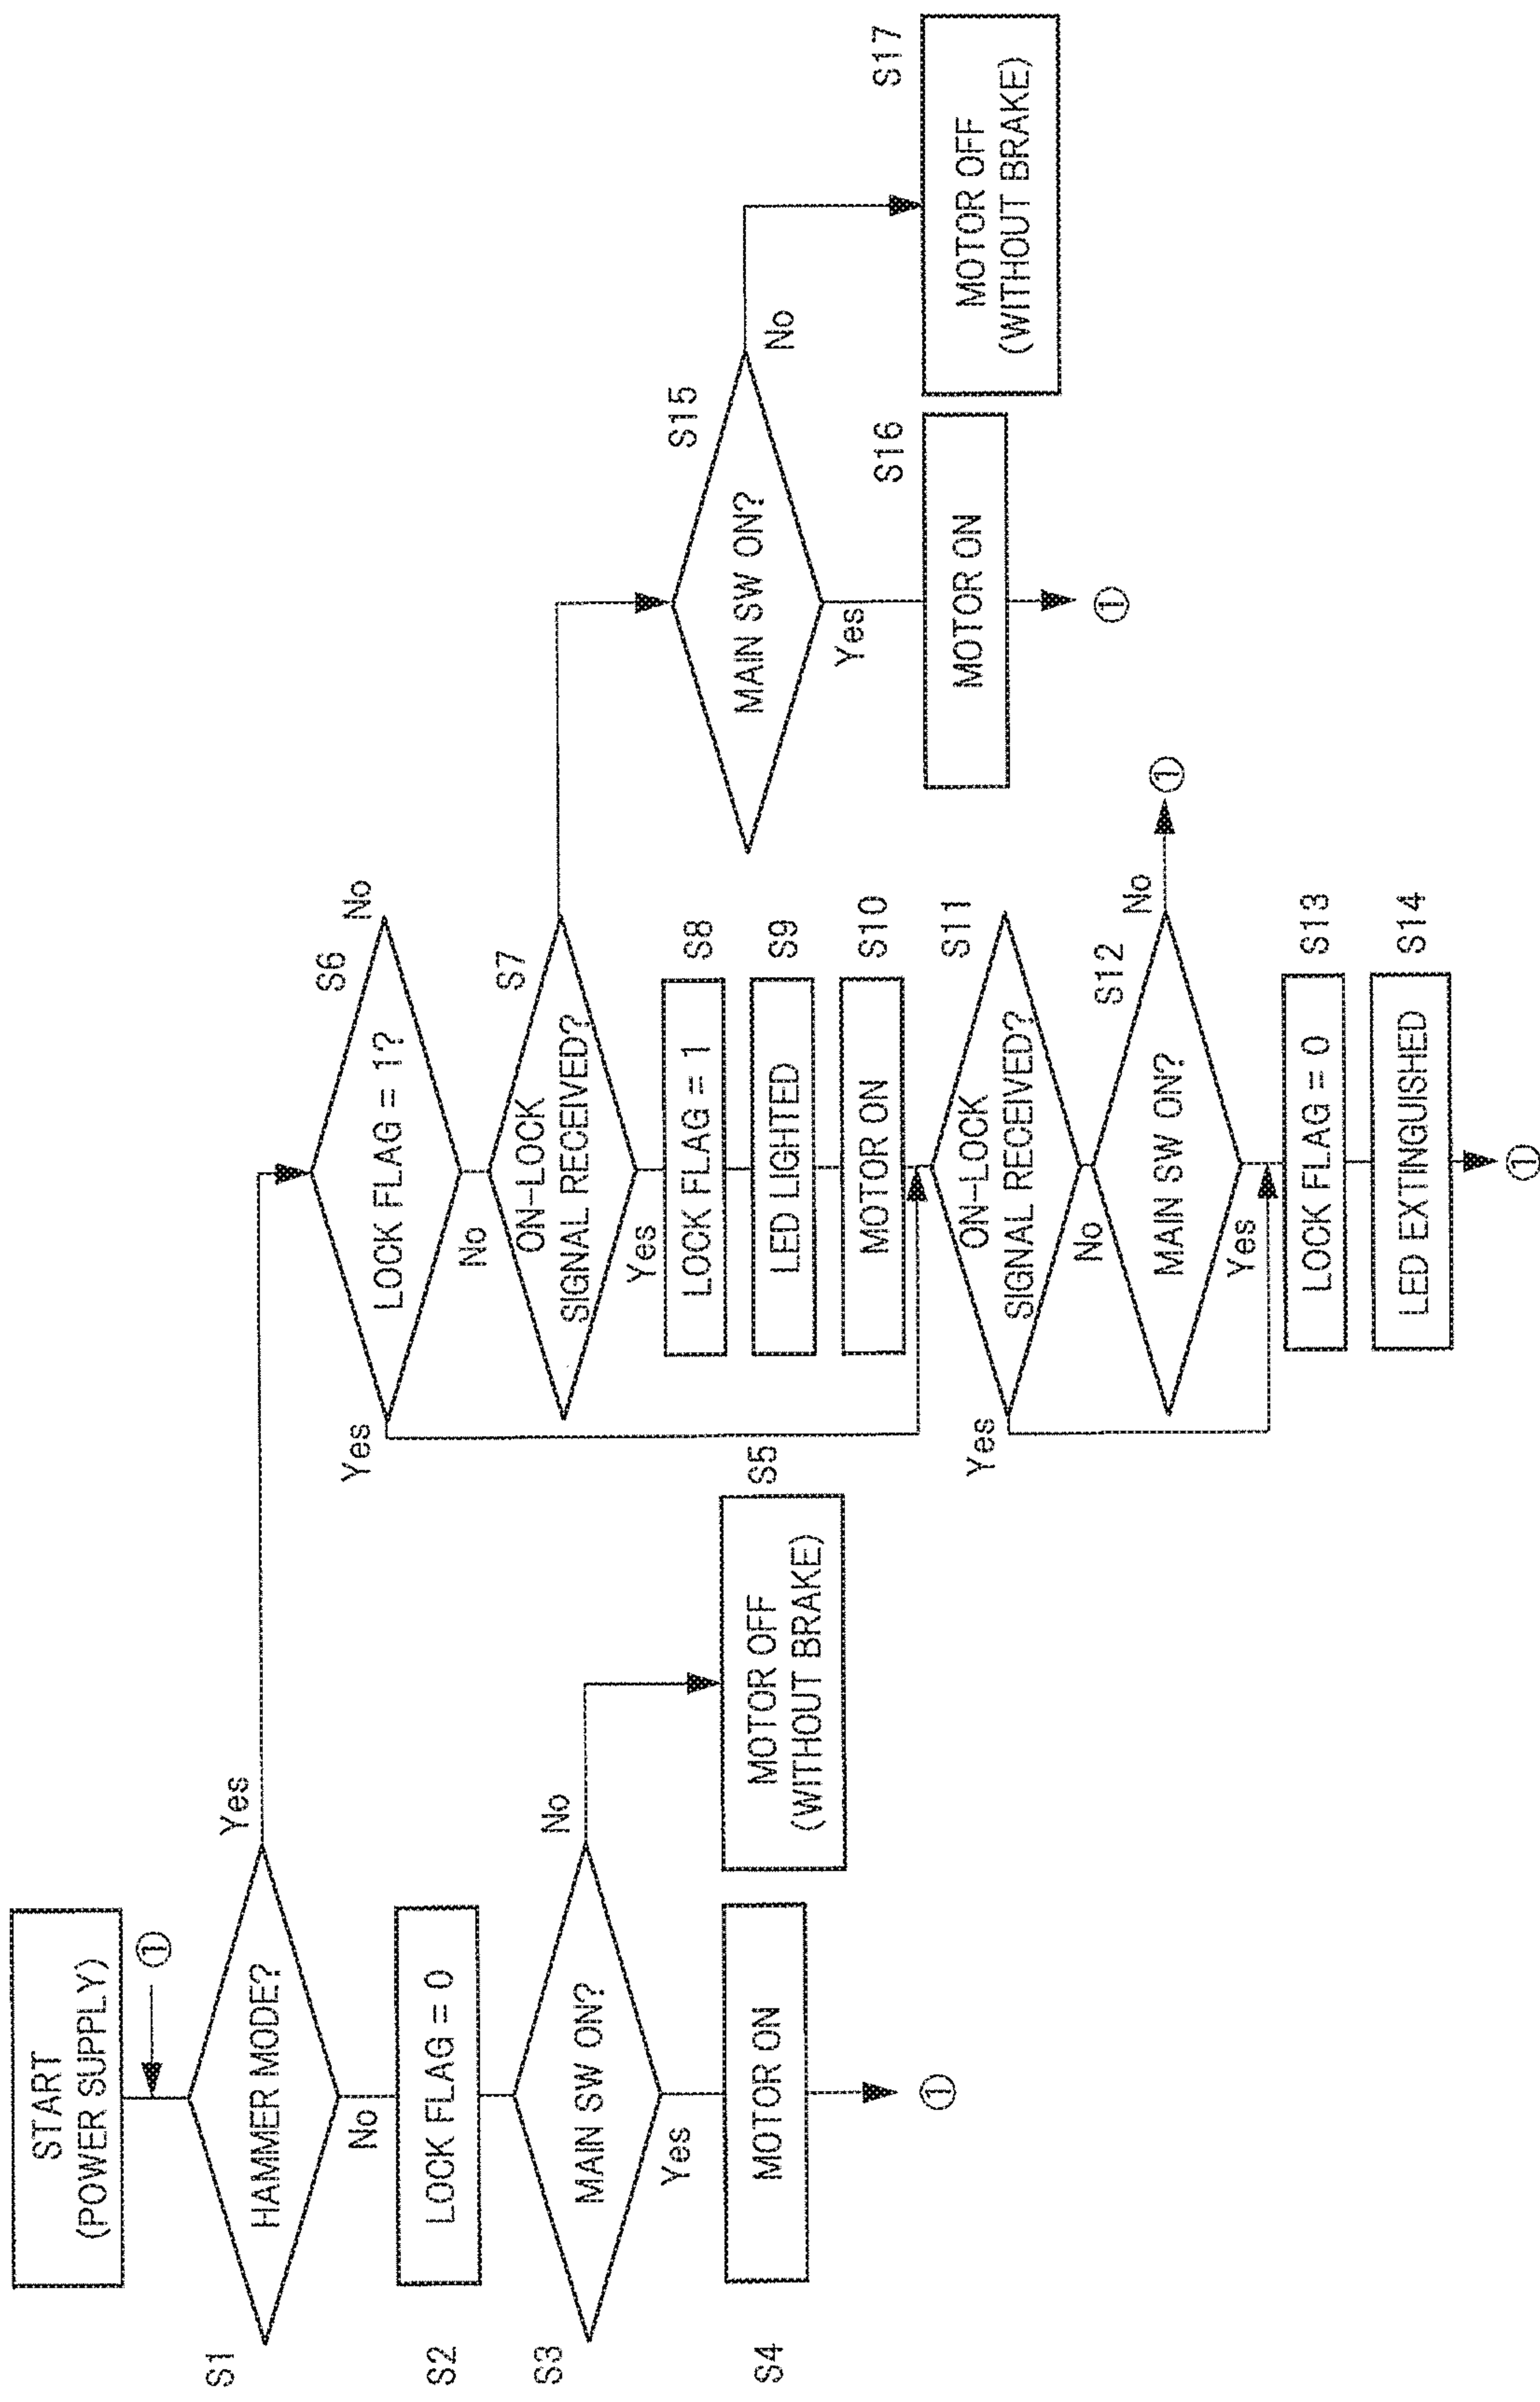 START
(POWER SUPPLY)
①
S1
HAMMER MODE?
Yes
No
S2
LOCK FLAG = 0
S3
MAIN SW ON?
No
Yes
S4
MOTOR ON
①
S5
MOTOR OFF
(WITHOUT BRAKE)
S6
LOCK FLAG = 1?
No
Yes
No
S7
ON-LOCK
SIGNAL RECEIVED?
Yes
LOCK FLAG = 1
S8
LED LIGHTED
S9
MOTOR ON
S10
S11
ON-LOCK
SIGNAL RECEIVED?
Yes
No
S12
MAIN SW ON?
No
①
Yes
LOCK FLAG = 0
S13
LED EXTINGUISHED
S14
①
S15
MAIN SW ON?
No
Yes
S16
MOTOR ON
①
S17
MOTOR OFF
(WITHOUT BRAKE)